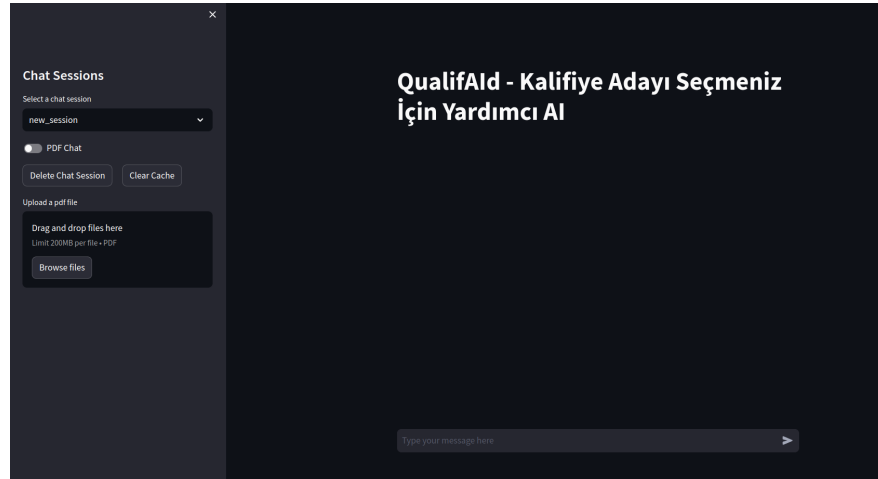 ×
Chat Sessions
Select a chat session
new_session
PDF Chat
Delete Chat Session
Clear Cache
Upload a pdf file
Drag and drop files here
Limit 200MB per file • PDF
Browse files
QualifAId - Kalifiye Adayı Seçmeniz
İçin Yardımcı AI
Type your message here